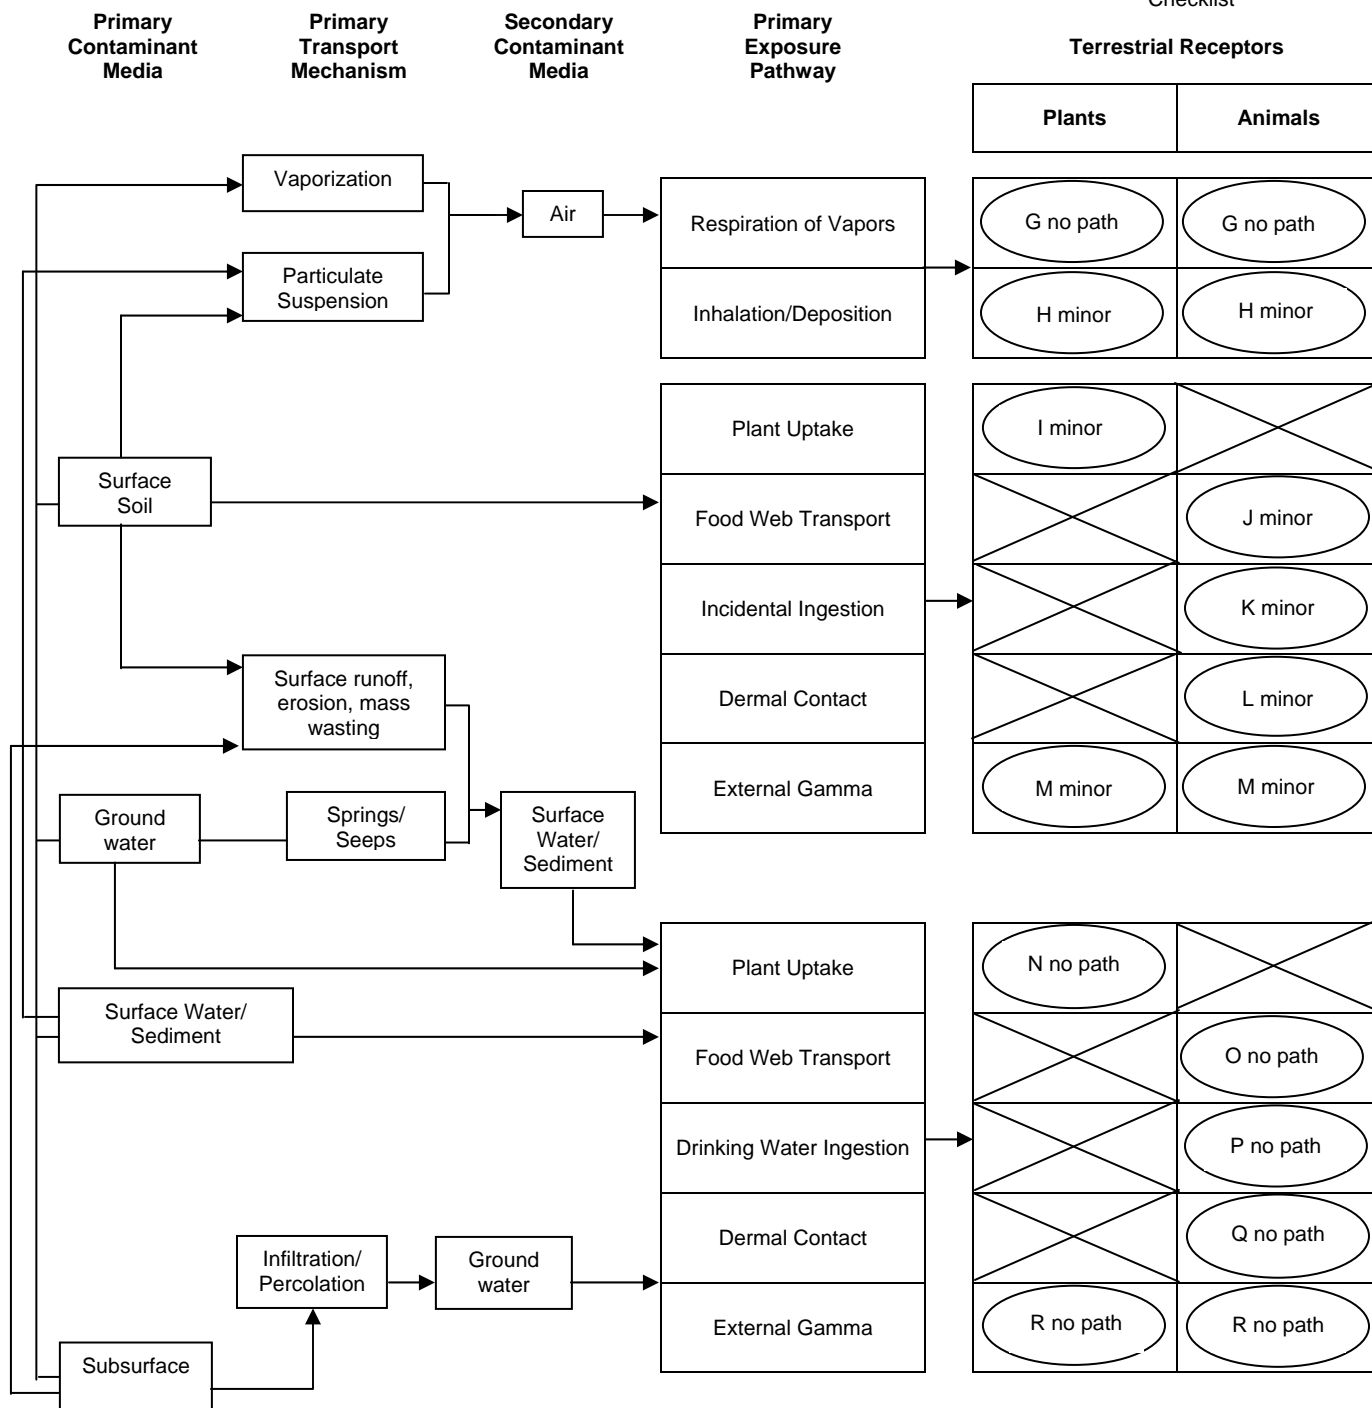 Checklist
Primary
Contaminant
Media
Primary
Transport
Mechanism
Secondary
Contaminant
Media
Primary
Exposure
Pathway
Terrestrial Receptors
Plants
Animals
Vaporization
Air
Particulate
Suspension
Respiration of Vapors
G no path
G no path
Inhalation/Deposition
H minor
H minor
Surface
Soil
Plant Uptake
I minor
Food Web Transport
J minor
Incidental Ingestion
K minor
Surface runoff,
erosion, mass
wasting
Dermal Contact
L minor
External Gamma
M minor
M minor
Ground
water
Springs/
Seeps
Surface
Water/
Sediment
Plant Uptake
N no path
Surface Water/
Sediment
Food Web Transport
O no path
Drinking Water Ingestion
P no path
Infiltration/
Percolation
Ground
water
Dermal Contact
Q no path
External Gamma
R no path
R no path
Subsurface